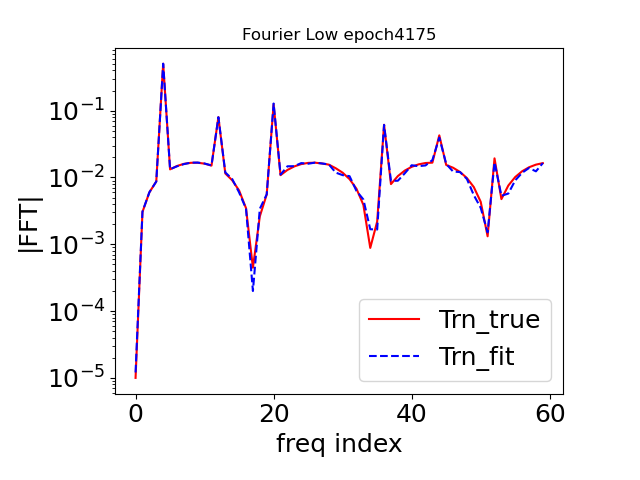 Fourier Low epoch4175
|FFT|
10⁻¹
10⁻²
10⁻³
10⁻⁴
10⁻⁵
Trn_true
Trn_fit
0 20 40 60
freq index